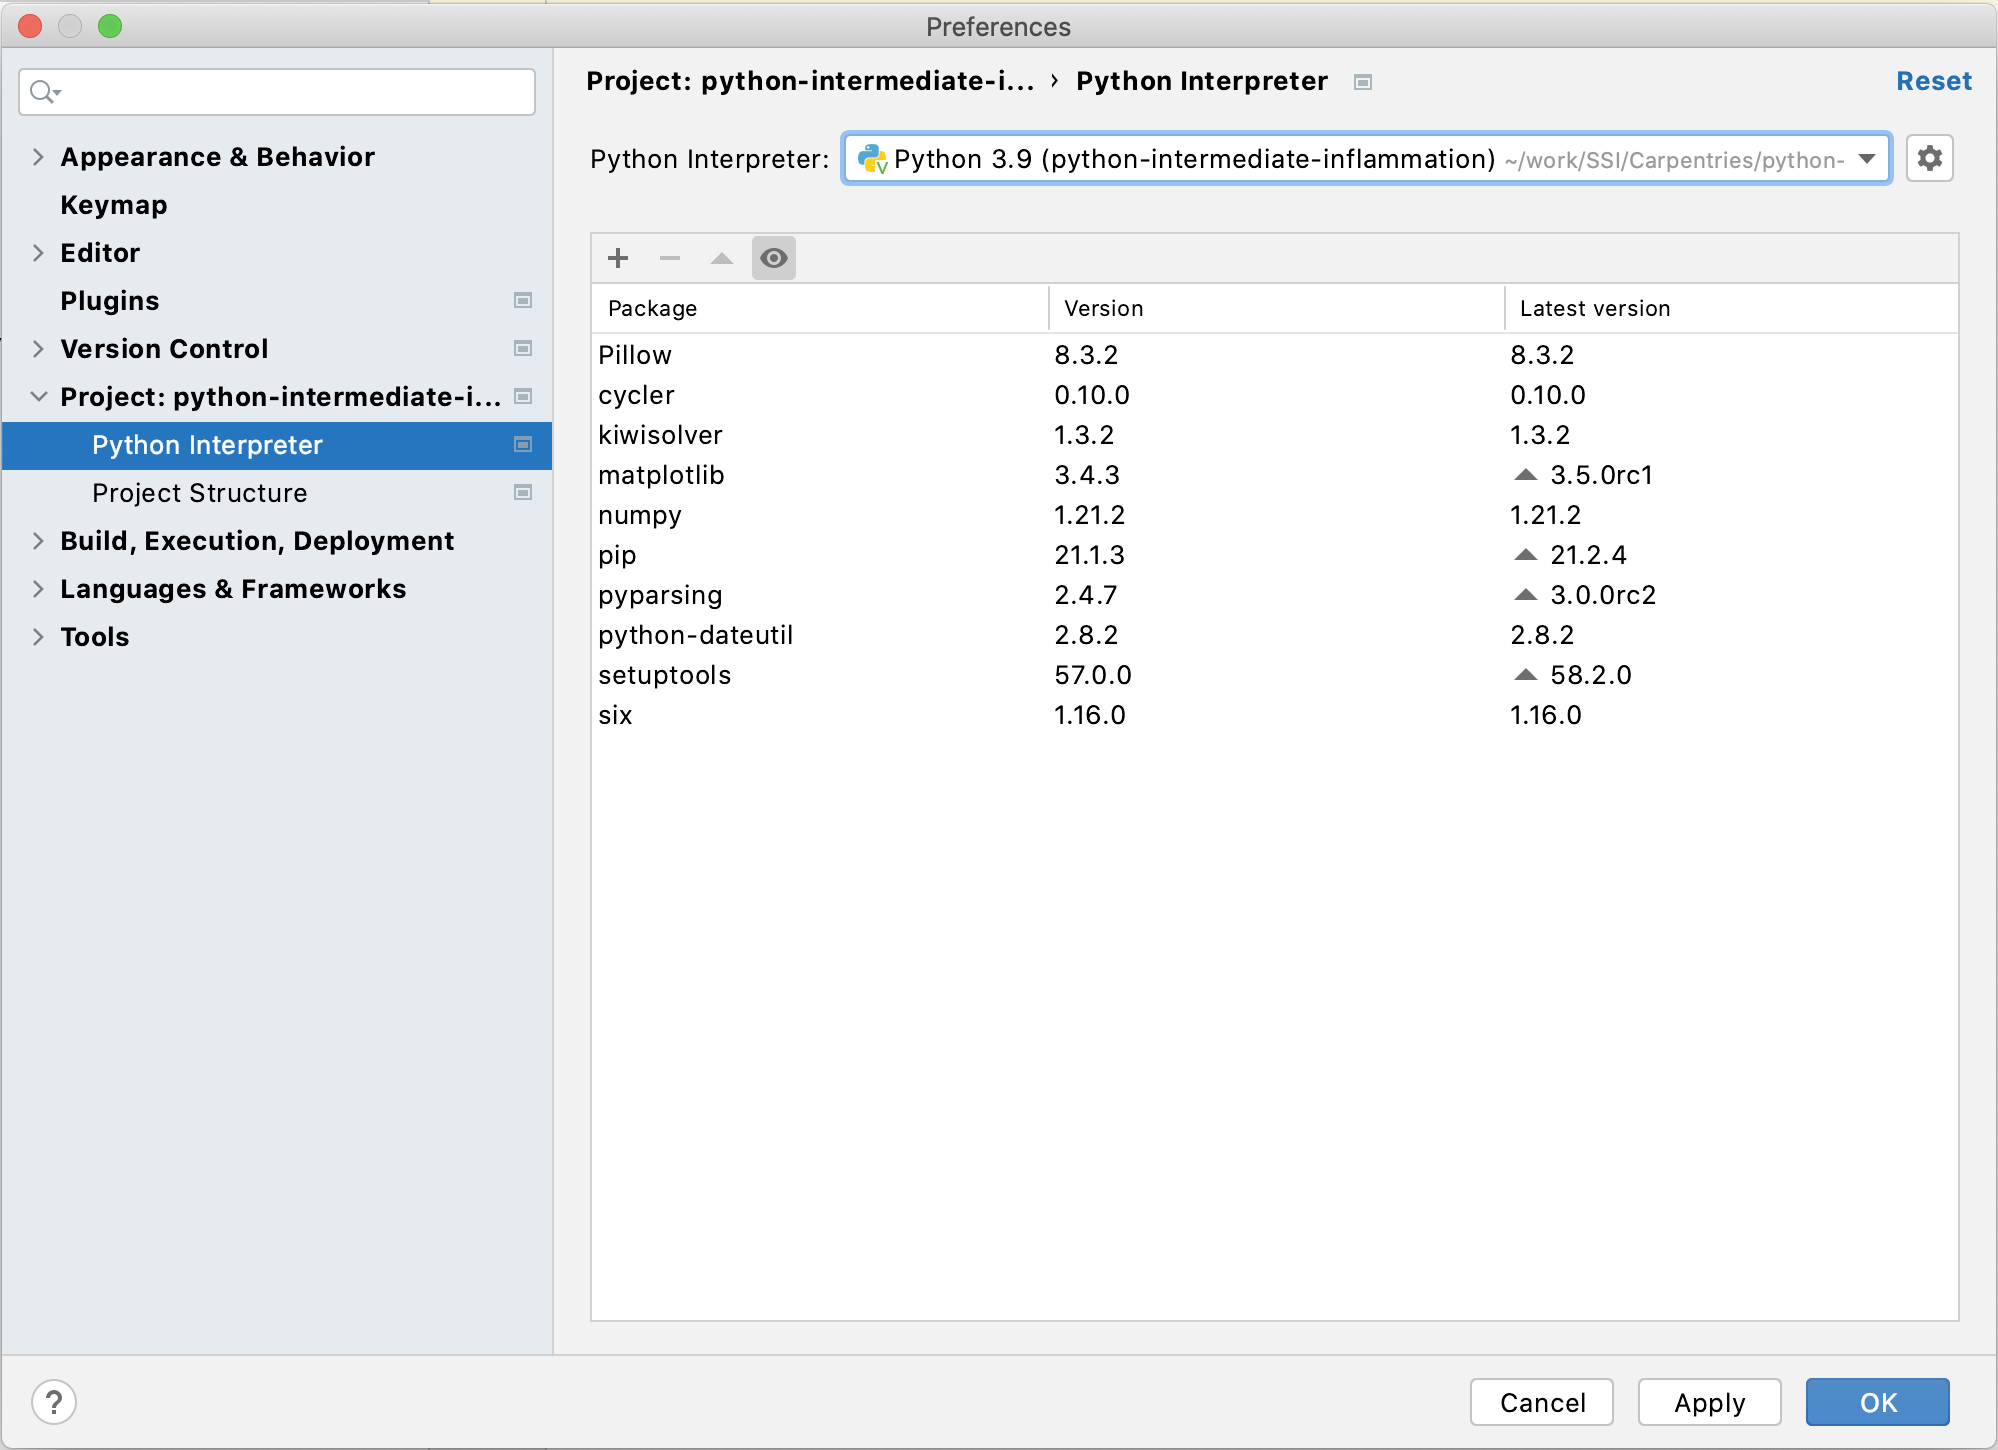 Preferences
Project: python-intermediate-i... › Python Interpreter
Reset
Python Interpreter: Python 3.9 (python-intermediate-inflammation) ~/work/SSI/Carpentries/python-
Appearance & Behavior
Keymap
Editor
Plugins
Version Control
Project: python-intermediate-i...
Python Interpreter
Project Structure
Build, Execution, Deployment
Languages & Frameworks
Tools
Package Version Latest version
Pillow 8.3.2 8.3.2
cycler 0.10.0 0.10.0
kiwisolver 1.3.2 1.3.2
matplotlib 3.4.3 3.5.0rc1
numpy 1.21.2 1.21.2
pip 21.1.3 21.2.4
pyparsing 2.4.7 3.0.0rc2
python-dateutil 2.8.2 2.8.2
setuptools 57.0.0 58.2.0
six 1.16.0 1.16.0
? Cancel Apply OK